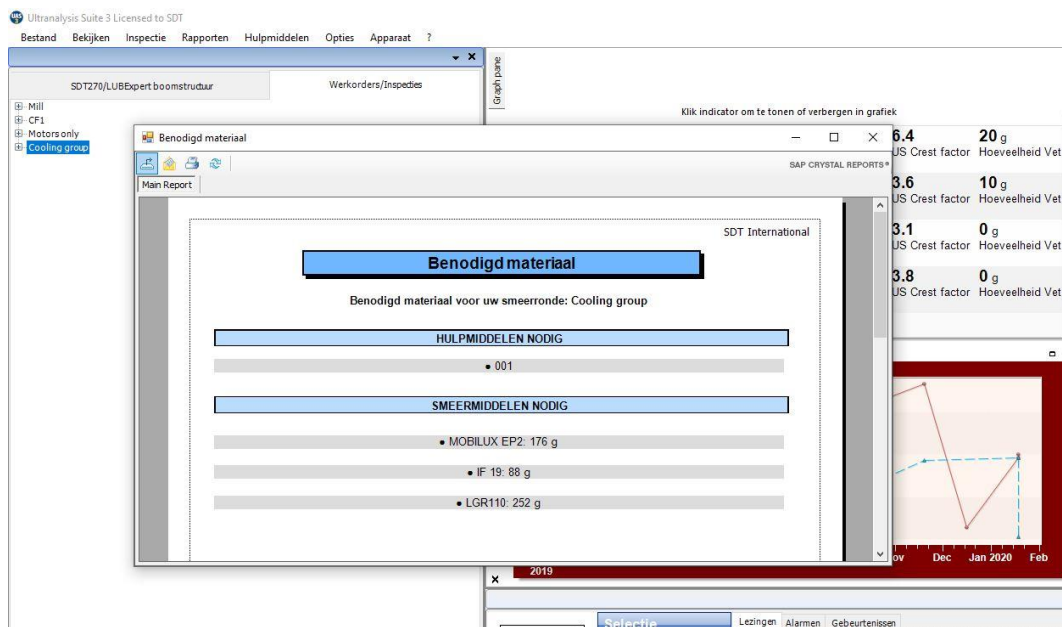 Ultranalysis Suite 3 Licensed to SDT
Bestand Bekijken Inspectie Rapporten Hulpmiddelen Opties Apparaat ?
SDT270/LUBExpert boomstructuur Werkorders/Inspecties
Mill
CF1
Motors only
Cooling group
Graph pane
Klik indicator om te tonen of verbergen in grafiek
6.4 20 g
US Crest factor Hoeveelheid Vet
3.6 10 g
US Crest factor Hoeveelheid Vet
3.1 0 g
US Crest factor Hoeveelheid Vet
3.8 0 g
US Crest factor Hoeveelheid Vet
Benodigd materiaal
SAP CRYSTAL REPORTS®
Main Report
SDT International
Benodigd materiaal
Benodigd materiaal voor uw smeerronde: Cooling group
HULPMIDDELEN NODIG
• 001
SMEERMIDDELEN NODIG
• MOBILUX EP2: 176 g
• IF 19: 88 g
• LGR110: 252 g
Dec Jan 2020 Feb
2019
Selectie Lezingen Alarmen Gebeurtenissen